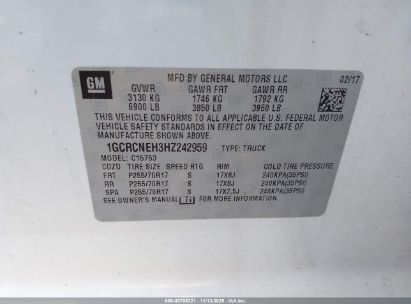 GM
MFD BY GENERAL MOTORS LLC
02/17
GVWR GAWR FRT GAWR RR
3130 KG 1746 KG 1792 KG
6900 LB 3850 LB 3950 LB
THIS VEHICLE CONFORMS TO ALL APPLICABLE U.S. FEDERAL MOTOR
VEHICLE SAFETY STANDARDS IN EFFECT ON THE DATE OF
MANUFACTURE SHOWN ABOVE.
1GCRCNEH3HZ242959 TYPE: TRUCK
MODEL: C15753
COZD TIRE SIZE SPEED RTG RIM COLD TIRE PRESSURE
FRT P255/70R17 S 17X8J 240KPA(35PSI)
RR P255/70R17 S 17X8J 240KPA(35PSI)
SPA P255/70R17 S 17X7.5J 240KPA(35PSI)
SEE OWNER'S MANUAL FOR MORE INFORMATION